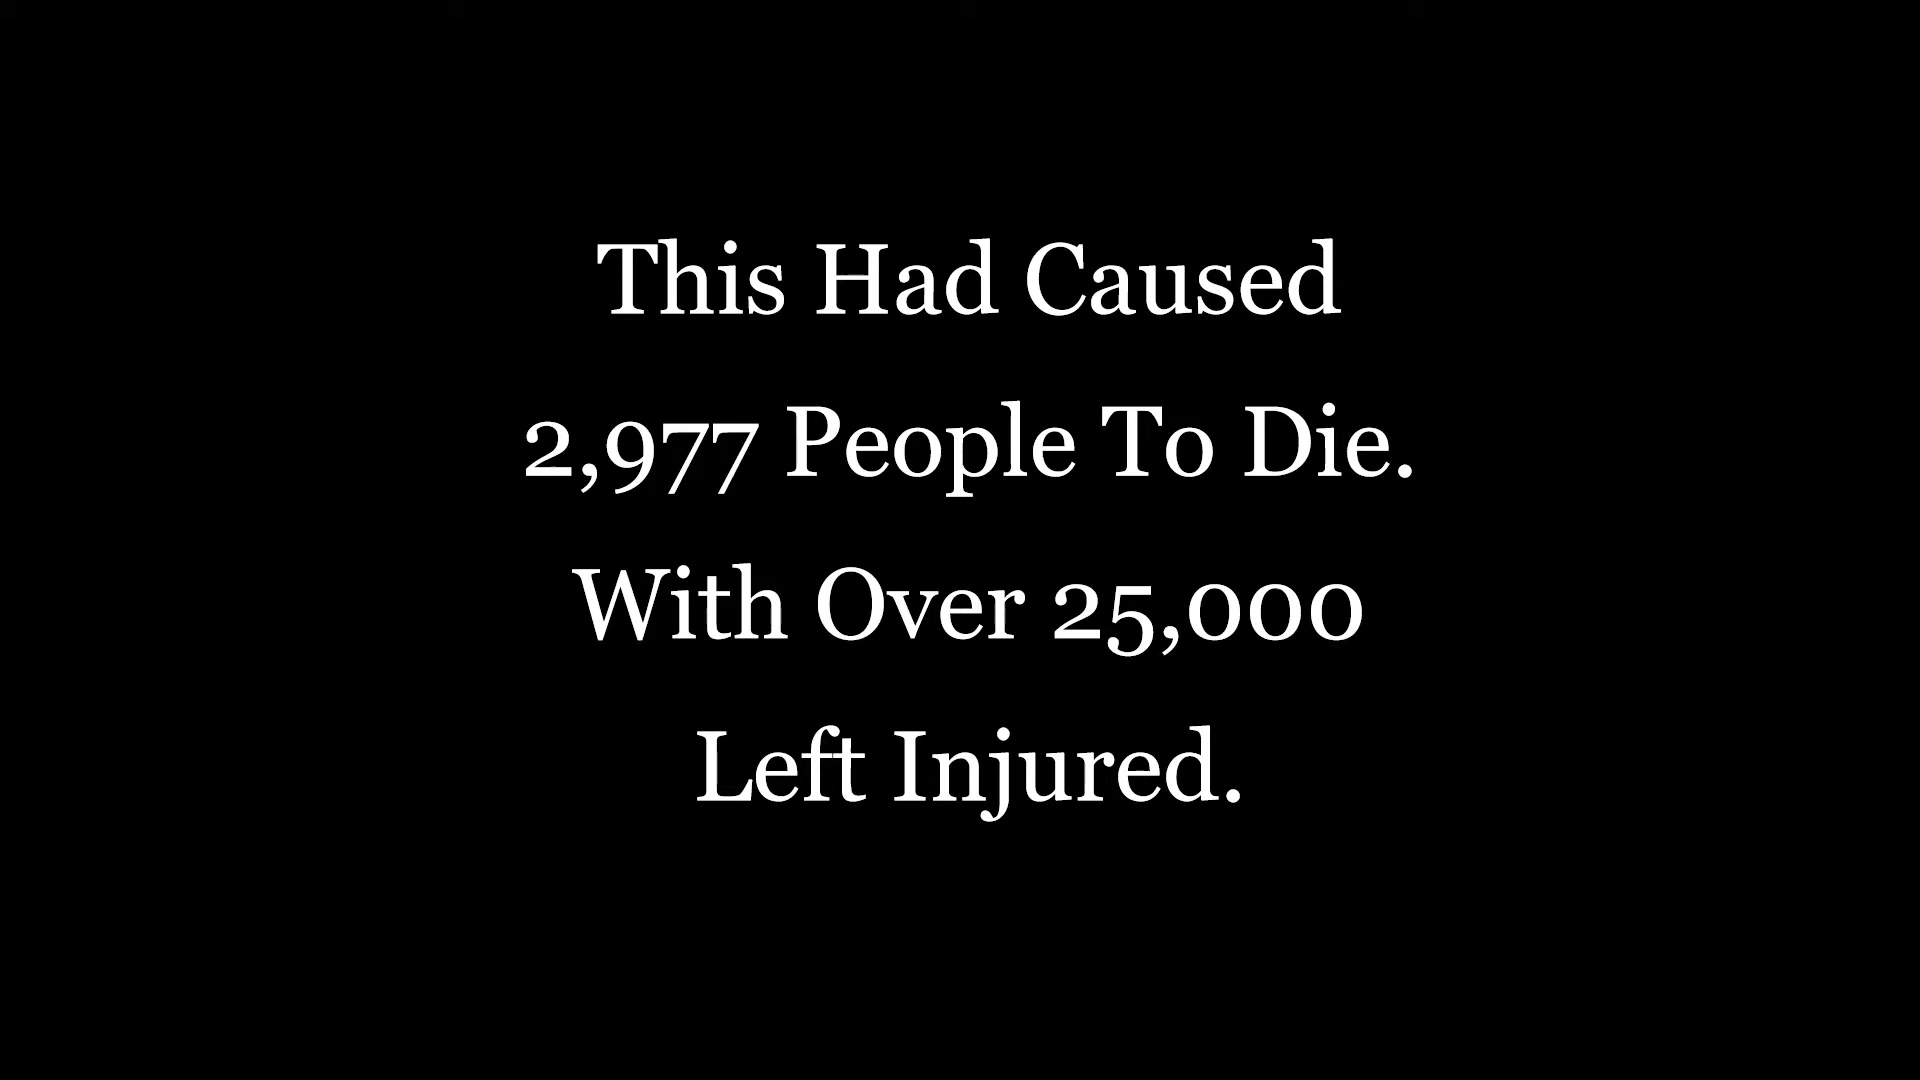 This Had Caused
2,977 People To Die.
With Over 25,000
Left Injured.